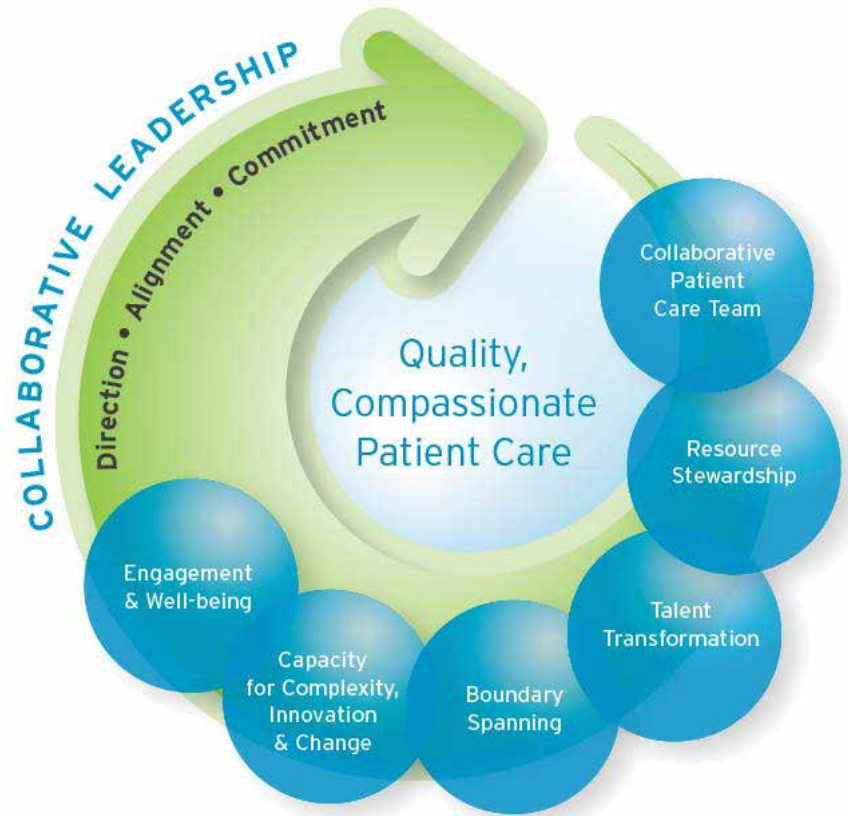 COLLABORATIVE LEADERSHIP
Direction • Alignment • Commitment
Quality,
Compassionate
Patient Care
Collaborative
Patient
Care Team
Resource
Stewardship
Talent
Transformation
Boundary
Spanning
Capacity
for Complexity,
Innovation
& Change
Engagement
& Well-being